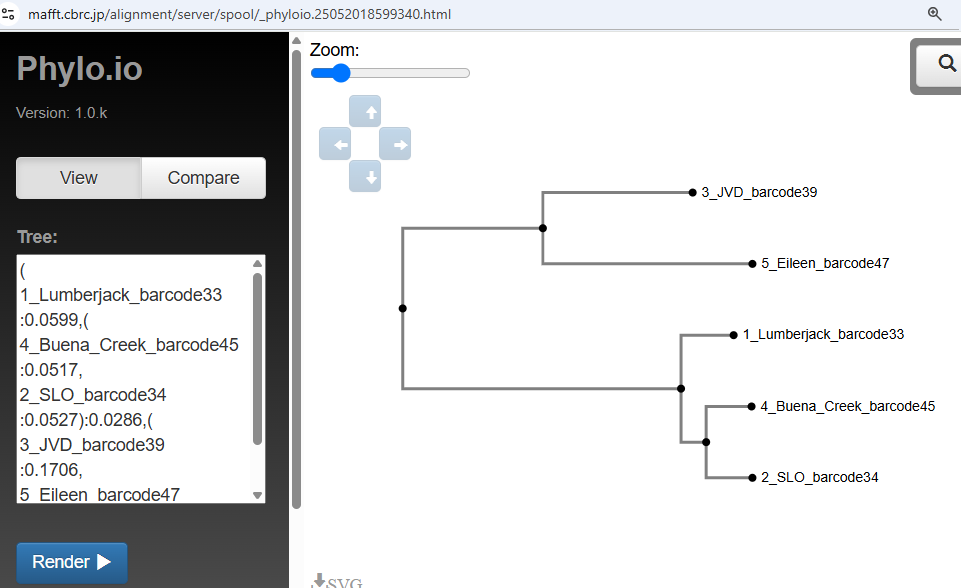 mafft.cbrc.jp/alignment/server/spool/_phyloio.25052018599340.html
Phylo.io
Version: 1.0.k
View
Compare
Tree:
(
1_Lumberjack_barcode33
:0.0599,(
4_Buena_Creek_barcode45
:0.0517,
2_SLO_barcode34
:0.0527):0.0286,(
3_JVD_barcode39
:0.1706,
5_Eileen_barcode47
Render
Zoom:
3_JVD_barcode39
5_Eileen_barcode47
1_Lumberjack_barcode33
4_Buena_Creek_barcode45
2_SLO_barcode34
SVG